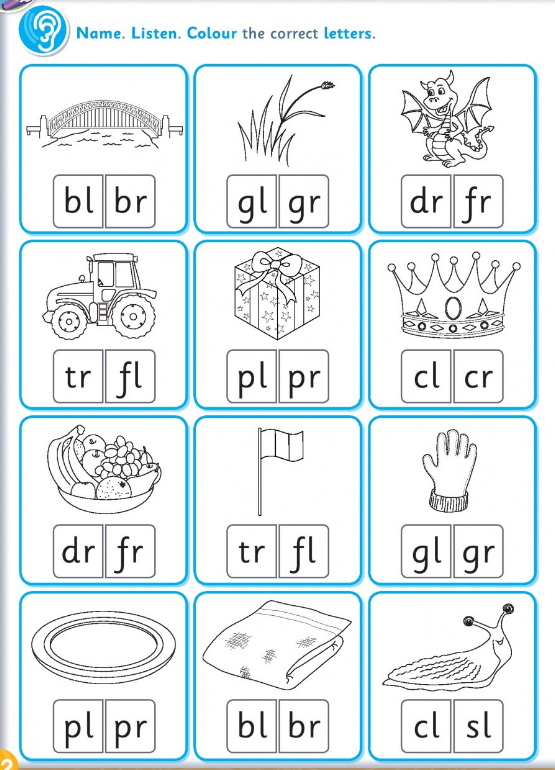 Name. Listen. Colour the correct letters.
bl br
gl gr
dr fr
tr fl
pl pr
cl cr
dr fr
tr fl
gl gr
pl pr
bl br
cl sl
2